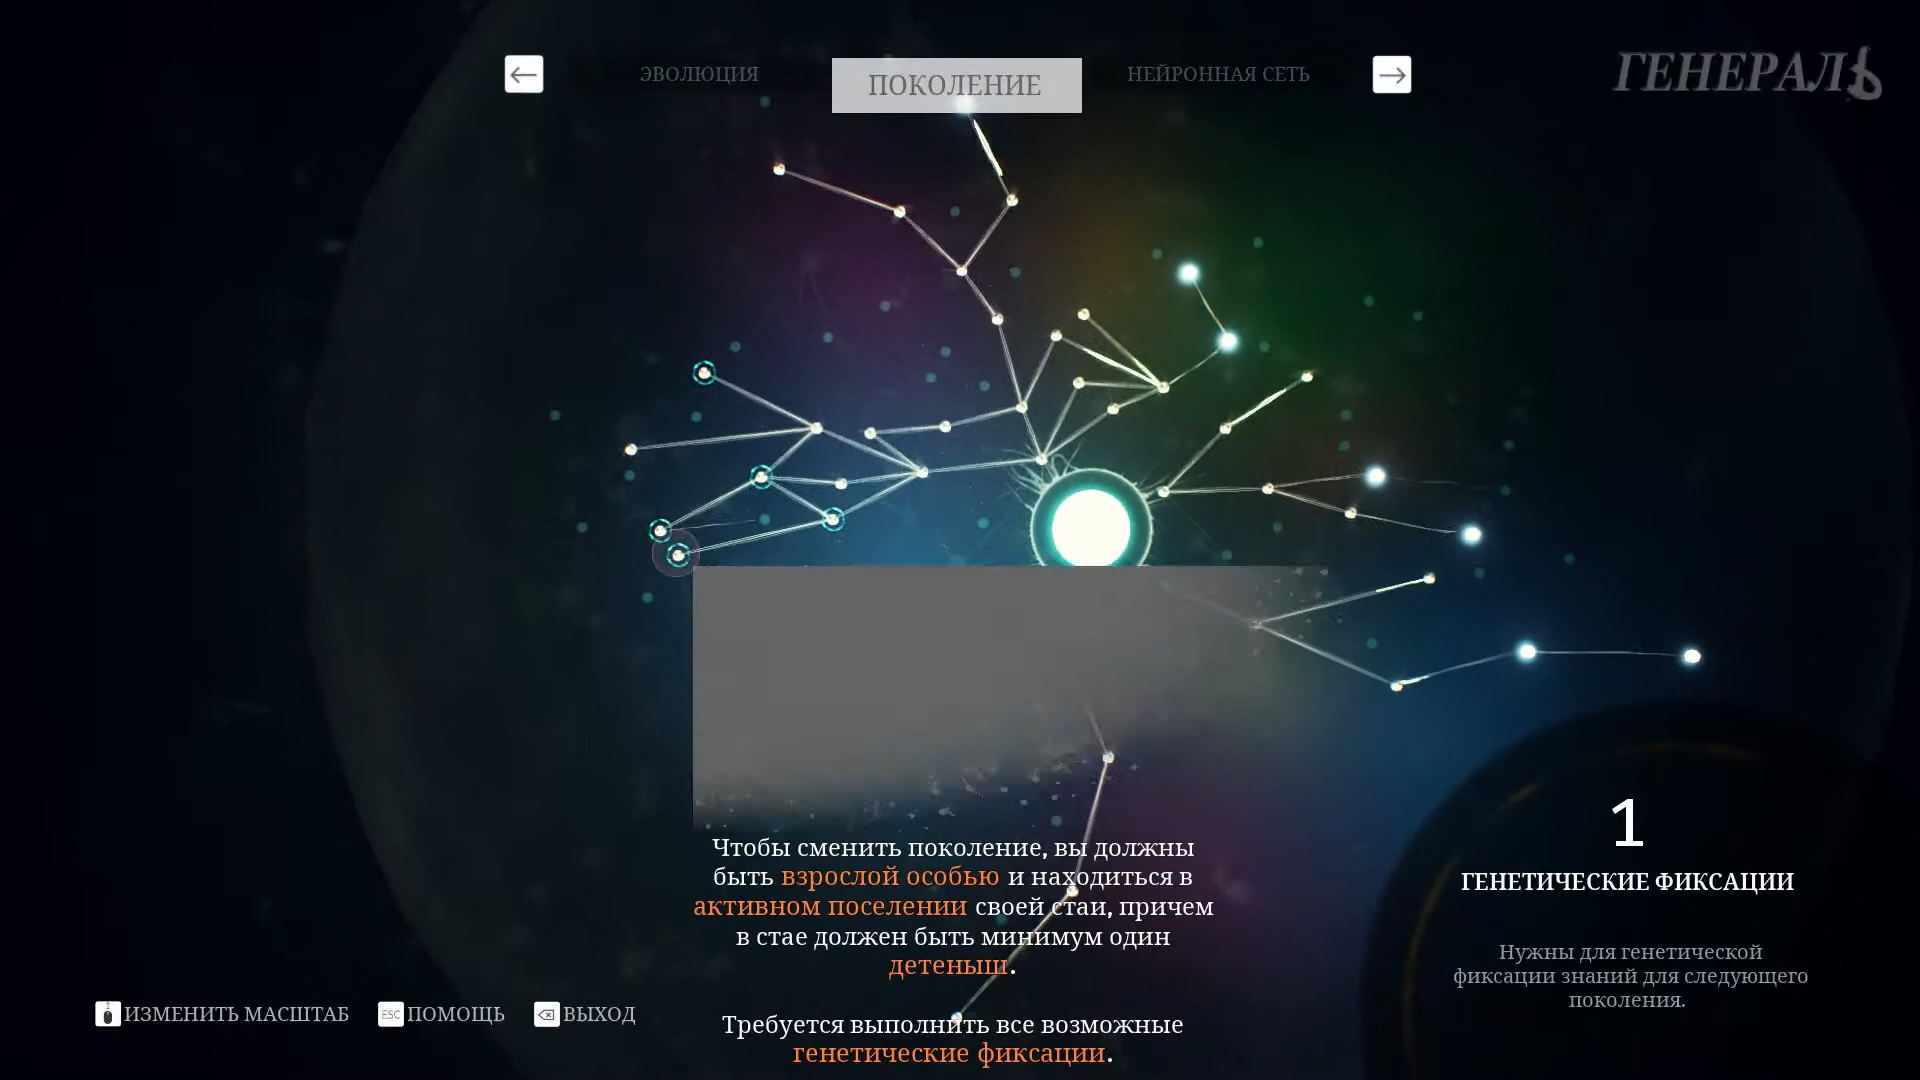 ЭВОЛЮЦИЯ
ПОКОЛЕНИЕ
НЕЙРОННАЯ СЕТЬ
ГЕНЕРАЛЬ
Чтобы сменить поколение, вы должны
быть взрослой особью и находиться в
активном поселении своей стаи, причем
в стае должен быть минимум один
детеныш.
Требуется выполнить все возможные
генетические фиксации.
1
ГЕНЕТИЧЕСКИЕ ФИКСАЦИИ
Нужны для генетической
фиксации знаний для следующего
поколения.
ИЗМЕНИТЬ МАСШТАБ
ESC ПОМОЩЬ
ВЫХОД